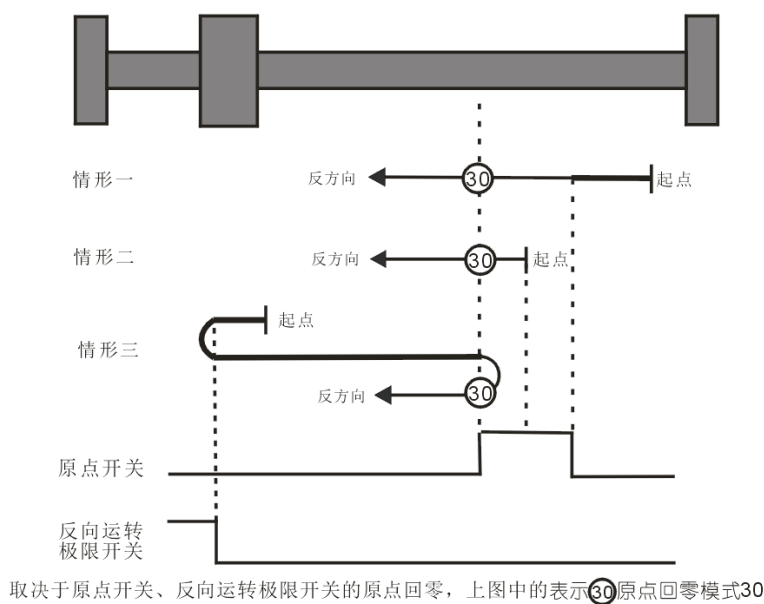 情形一
反方向
30
起点
情形二
反方向
30
起点
起点
情形三
反方向
30
原点开关
反向运转
极限开关
取决于原点开关、反向运转极限开关的原点回零，上图中的表示30原点回零模式30